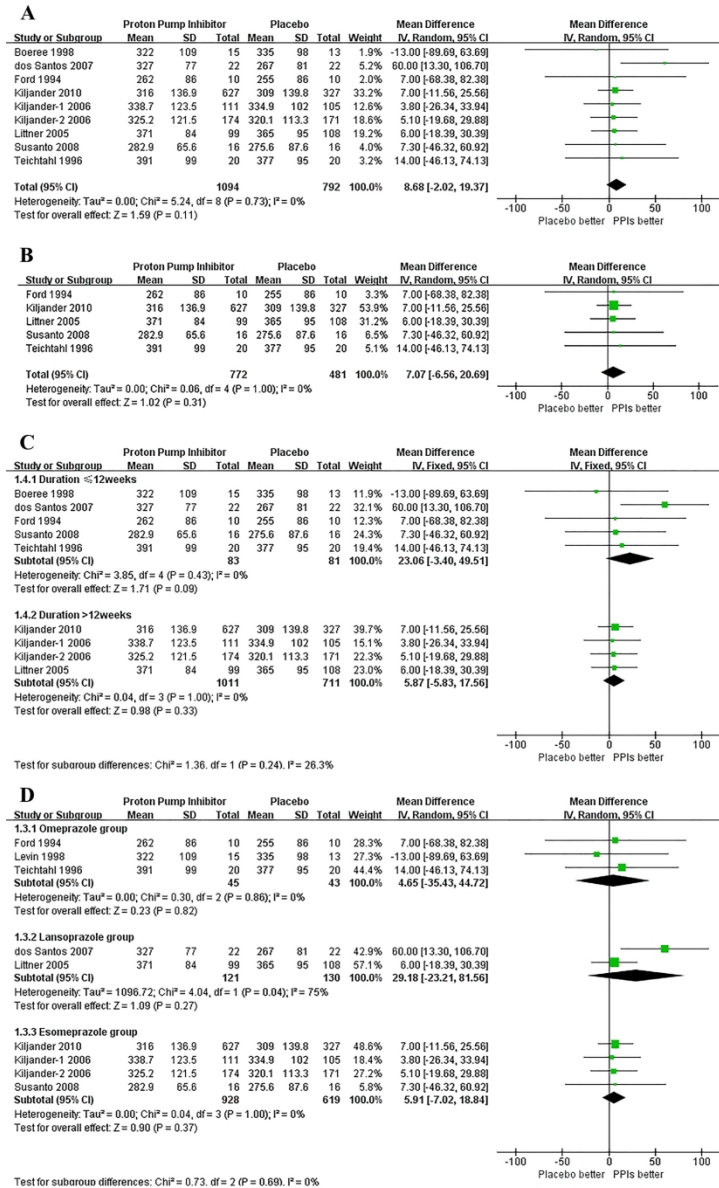 A
Proton Pump Inhibitor Placebo Mean Difference Mean Difference
Study or Subgroup Mean SD Total Mean SD Total Weight IV, Random, 95% CI IV, Random, 95% CI
Boeree 1998 322 109 15 335 98 13 1.9% -13.00 [-89.69, 63.69]
dos Santos 2007 327 77 22 267 81 22 5.2% 60.00 [13.30, 106.70]
Ford 1994 262 86 10 255 86 10 2.0% 7.00 [-68.38, 82.38]
Kiljander 2010 316 136.9 627 309 139.8 327 33.2% 7.00 [-11.56, 25.56]
Kiljander-1 2006 338.7 123.5 111 334.9 102 105 12.6% 3.80 [-26.34, 33.94]
Kiljander-2 2006 325.2 121.5 174 320.1 113.3 171 18.6% 5.10 [-19.68, 29.88]
Littner 2005 371 84 99 365 95 108 19.2% 6.00 [-18.39, 30.39]
Susanto 2008 282.9 65.6 16 275.6 87.6 16 4.0% 7.30 [-46.32, 60.92]
Teichtahl 1996 391 99 20 377 95 20 3.2% 14.00 [-46.13, 74.13]
Total (95% CI) 1094 792 100.0% 8.68 [-2.02, 19.37]
Heterogeneity: Tau² = 0.00; Chi² = 5.24, df = 8 (P = 0.73); I² = 0%
Test for overall effect: Z = 1.59 (P = 0.11)
-100 -50 0 50 100
Placebo better PPIs better
B
Proton Pump Inhibitor Placebo Mean Difference Mean Difference
Study or Subgroup Mean SD Total Mean SD Total Weight IV, Random, 95% CI IV, Random, 95% CI
Ford 1994 262 86 10 255 86 10 3.3% 7.00 [-68.38, 82.38]
Kiljander 2010 316 136.9 627 309 139.8 327 53.9% 7.00 [-11.56, 25.56]
Littner 2005 371 84 99 365 95 108 31.2% 6.00 [-18.39, 30.39]
Susanto 2008 282.9 65.6 16 275.6 87.6 16 6.5% 7.30 [-46.32, 60.92]
Teichtahl 1996 391 99 20 377 95 20 5.1% 14.00 [-46.13, 74.13]
Total (95% CI) 772 481 100.0% 7.07 [-6.56, 20.69]
Heterogeneity: Tau² = 0.00; Chi² = 0.06, df = 4 (P = 1.00); I² = 0%
Test for overall effect: Z = 1.02 (P = 0.31)
-100 -50 0 50 100
Placebo better PPIs better
C
Proton Pump Inhibitor Placebo Mean Difference Mean Difference
Study or Subgroup Mean SD Total Mean SD Total Weight IV, Fixed, 95% CI IV, Fixed, 95% CI
1.4.1 Duration ≤12weeks
Boeree 1998 322 109 15 335 98 13 11.9% -13.00 [-89.69, 63.69]
dos Santos 2007 327 77 22 267 81 22 32.1% 60.00 [13.30, 106.70]
Ford 1994 262 86 10 255 86 10 12.3% 7.00 [-68.38, 82.38]
Susanto 2008 282.9 65.6 16 275.6 87.6 16 24.3% 7.30 [-46.32, 60.92]
Teichtahl 1996 391 99 20 377 95 20 19.4% 14.00 [-46.13, 74.13]
Subtotal (95% CI) 83 81 100.0% 23.06 [-3.40, 49.51]
Heterogeneity: Chi² = 3.85, df = 4 (P = 0.43); I² = 0%
Test for overall effect: Z = 1.71 (P = 0.09)
1.4.2 Duration >12weeks
Kiljander 2010 316 136.9 627 309 139.8 327 39.7% 7.00 [-11.56, 25.56]
Kiljander-1 2006 338.7 123.5 111 334.9 102 105 15.1% 3.80 [-26.34, 33.94]
Kiljander-2 2006 325.2 121.5 174 320.1 113.3 171 22.3% 5.10 [-19.68, 29.88]
Littner 2005 371 84 99 365 95 108 23.0% 6.00 [-18.39, 30.39]
Subtotal (95% CI) 1011 711 100.0% 5.87 [-5.83, 17.56]
Heterogeneity: Chi² = 0.04, df = 3 (P = 1.00); I² = 0%
Test for overall effect: Z = 0.98 (P = 0.33)
-100 -50 0 50 100
Placebo better PPIs better
Test for subgroup differences: Chi² = 1.36. df = 1 (P = 0.24). I² = 26.3%
D
Proton Pump Inhibitor Placebo Mean Difference Mean Difference
Study or Subgroup Mean SD Total Mean SD Total Weight IV, Random, 95% CI IV, Random, 95% CI
1.3.1 Omeprazole group
Ford 1994 262 86 10 255 86 10 28.3% 7.00 [-68.38, 82.38]
Levin 1998 322 109 15 335 98 13 27.3% -13.00 [-89.69, 63.69]
Teichtahl 1996 391 99 20 377 95 20 44.4% 14.00 [-46.13, 74.13]
Subtotal (95% CI) 45 43 100.0% 4.65 [-35.43, 44.72]
Heterogeneity: Tau² = 0.00; Chi² = 0.30, df = 2 (P = 0.86); I² = 0%
Test for overall effect: Z = 0.23 (P = 0.82)
1.3.2 Lansoprazole group
dos Santos 2007 327 77 22 267 81 22 42.9% 60.00 [13.30, 106.70]
Littner 2005 371 84 99 365 95 108 57.1% 6.00 [-18.39, 30.39]
Subtotal (95% CI) 121 130 100.0% 29.18 [-23.21, 81.56]
Heterogeneity: Tau² = 1096.72; Chi² = 4.04, df = 1 (P = 0.04); I² = 75%
Test for overall effect: Z = 1.09 (P = 0.27)
1.3.3 Esomeprazole group
Kiljander 2010 316 136.9 627 309 139.8 327 48.6% 7.00 [-11.56, 25.56]
Kiljander-1 2006 338.7 123.5 111 334.9 102 105 18.4% 3.80 [-26.34, 33.94]
Kiljander-2 2006 325.2 121.5 174 320.1 113.3 171 27.2% 5.10 [-19.68, 29.88]
Susanto 2008 282.9 65.6 16 275.6 87.6 16 5.8% 7.30 [-46.32, 60.92]
Subtotal (95% CI) 928 619 100.0% 5.91 [-7.02, 18.84]
Heterogeneity: Tau² = 0.00; Chi² = 0.04, df = 3 (P = 1.00); I² = 0%
Test for overall effect: Z = 0.90 (P = 0.37)
-100 -50 0 50 100
Placebo better PPIs better
Test for subgroup differences: Chi² = 0.73. df = 2 (P = 0.69). I² = 0%